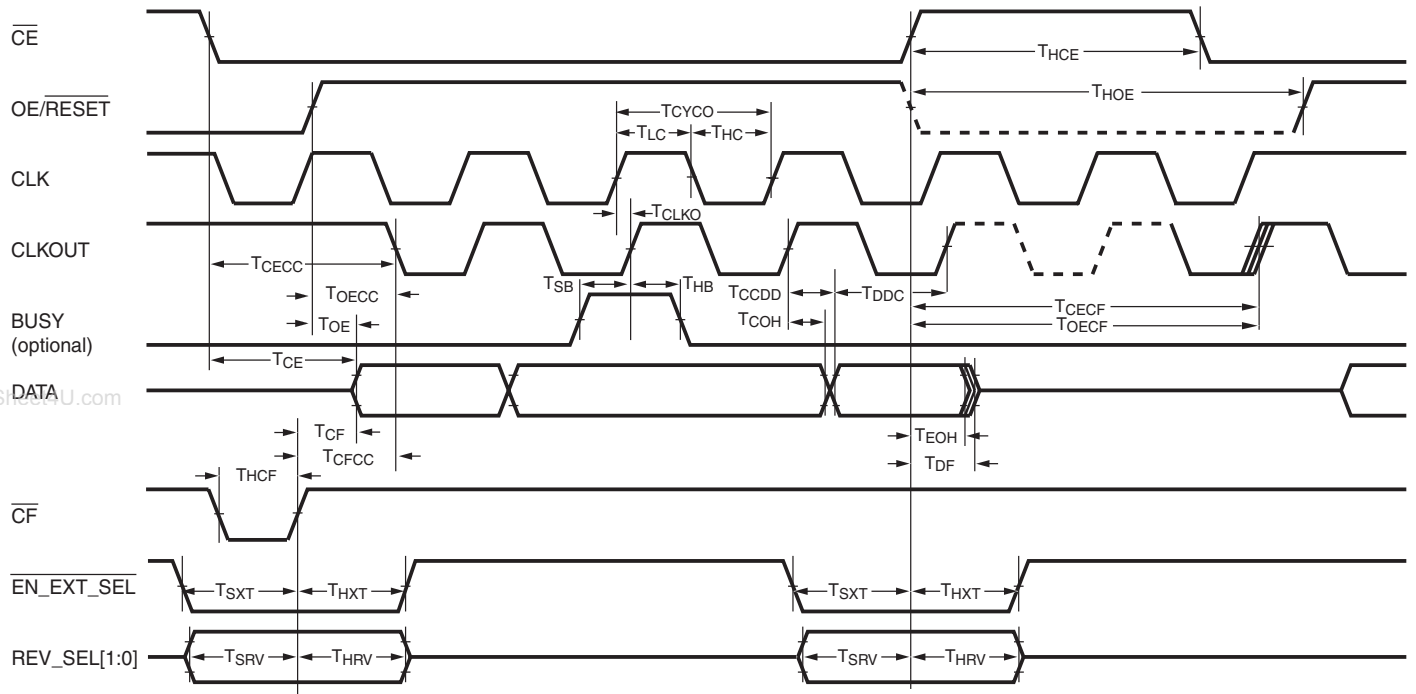 CE
THCE
OE/RESET
THOE
TCYCO
TLC
THC
CLK
TCLKO
CLKOUT
TCECC
TSB
THB
TCCDD
TDDC
TOECC
TCECF
TCOH
TOECF
BUSY
(optional)
TOE
TCE
DATA
TCF
TEOH
TCFCC
TDF
THCF
CF
EN_EXT_SEL
TSXT
THXT
TSXT
THXT
REV_SEL[1:0]
TSRV
THRV
TSRV
THRV